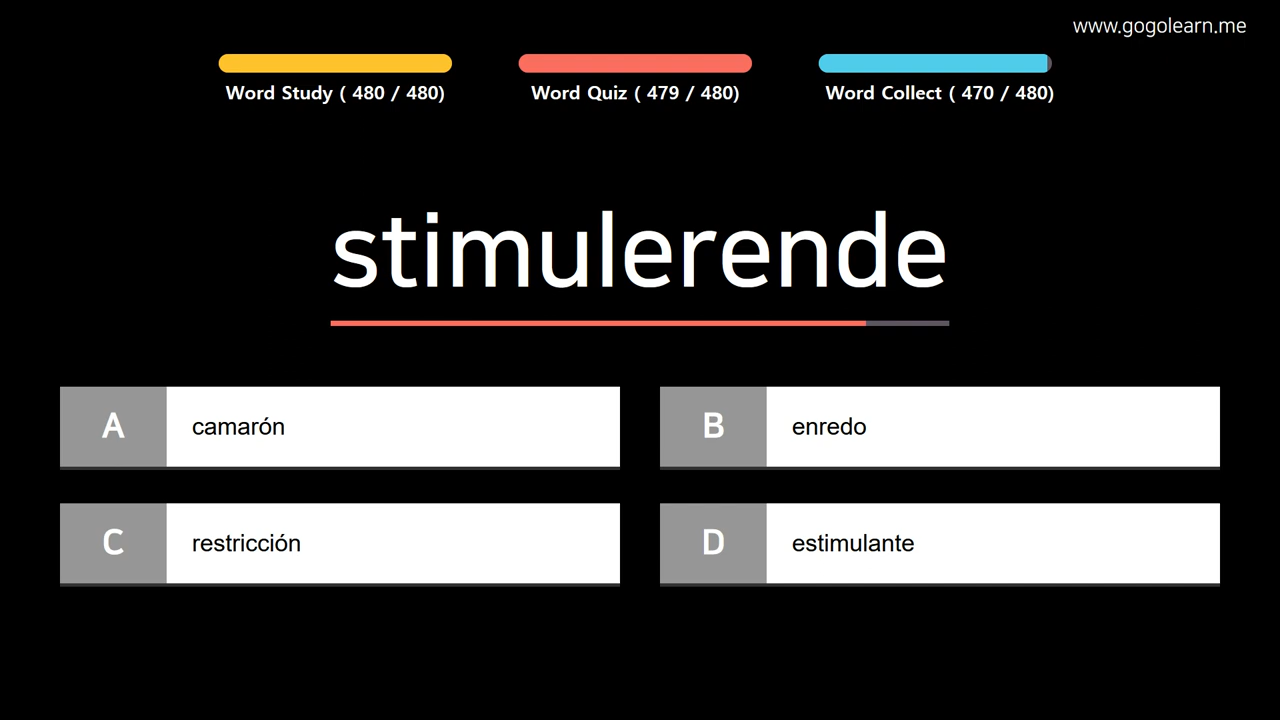 www.gogolearn.me
Word Study ( 480 / 480)
Word Quiz ( 479 / 480)
Word Collect ( 470 / 480)
stimulerende
A
camarón
B
enredo
C
restricción
D
estimulante